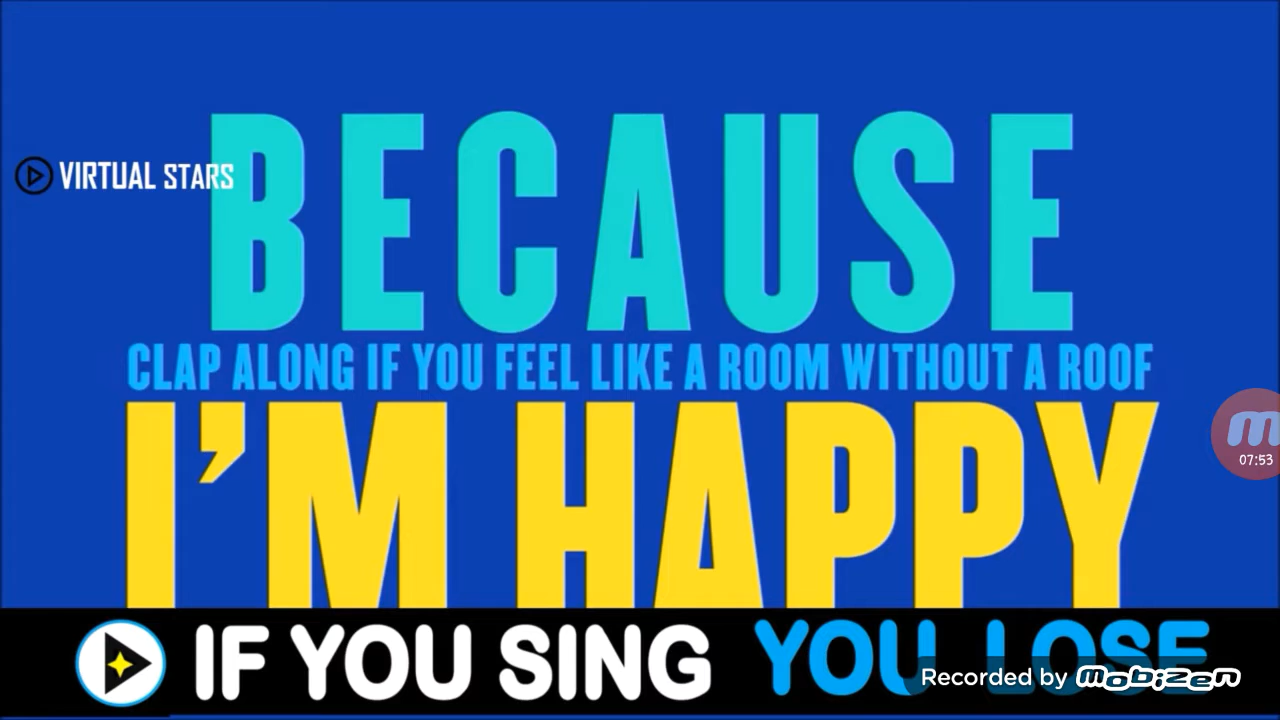 BECAUSE
VIRTUAL STARS
CLAP ALONG IF YOU FEEL LIKE A ROOM WITHOUT A ROOF
I'M HAPPY
07:53
IF YOU SING YOU LOSE
Recorded by mobizen